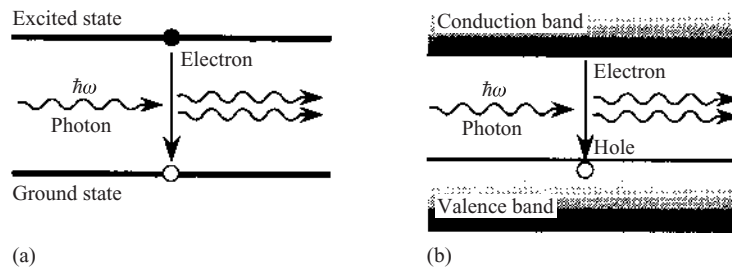 Excited state
Electron
ħω
Photon
Ground state
(a)
Conduction band
Electron
ħω
Photon
Hole
Valence band
(b)